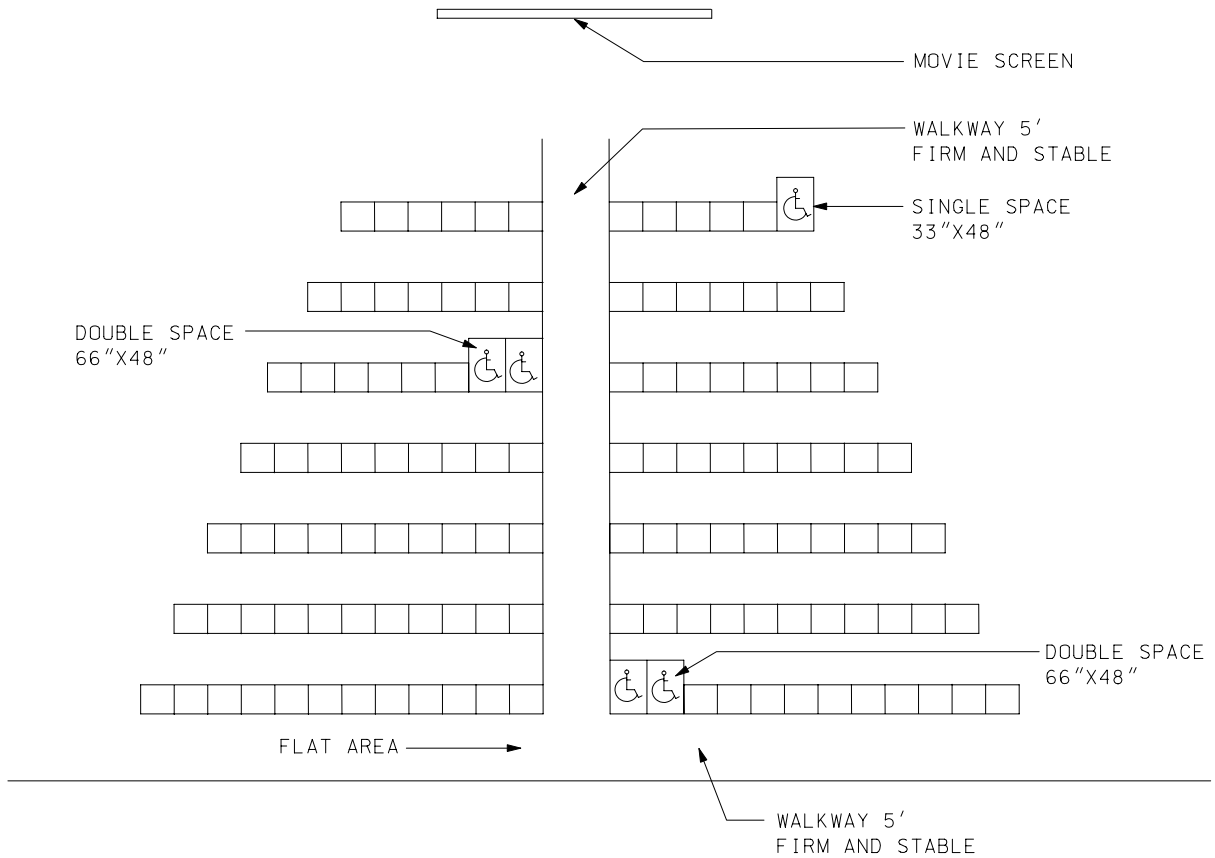 MOVIE SCREEN
WALKWAY 5′
FIRM AND STABLE
SINGLE SPACE
33″X48″
DOUBLE SPACE
66″X48″
DOUBLE SPACE
66″X48″
FLAT AREA
WALKWAY 5′
FIRM AND STABLE